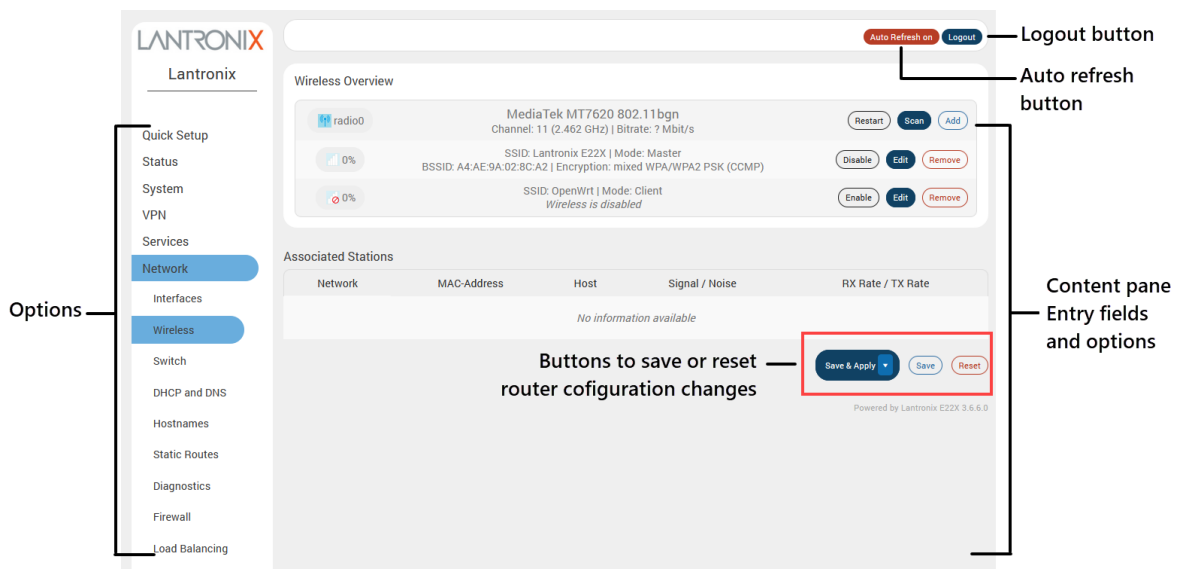 LANTRONIX
Lantronix
Quick Setup
Status
System
VPN
Services
Network
Interfaces
Wireless
Switch
DHCP and DNS
Hostnames
Static Routes
Diagnostics
Firewall
Load Balancing
Options
Auto Refresh on
Logout
Logout button
Auto refresh
button
Wireless Overview
radio0
MediaTek MT7620 802.11bgn
Channel: 11 (2.462 GHz) | Bitrate: ? Mbit/s
Restart
Scan
Add
0%
SSID: Lantronix E22X | Mode: Master
BSSID: A4:AE:9A:02:8C:A2 | Encryption: mixed WPA/WPA2 PSK (CCMP)
Disable
Edit
Remove
0%
SSID: OpenWrt | Mode: Client
Wireless is disabled
Enable
Edit
Remove
Associated Stations
Network
MAC-Address
Host
Signal / Noise
RX Rate / TX Rate
No information available
Content pane
Entry fields
and options
Buttons to save or reset
router cofiguration changes
Save & Apply
Save
Reset
Powered by Lantronix E22X 3.6.6.0